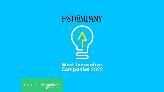 FAST COMPANY
Most Innovative
Companies 2022